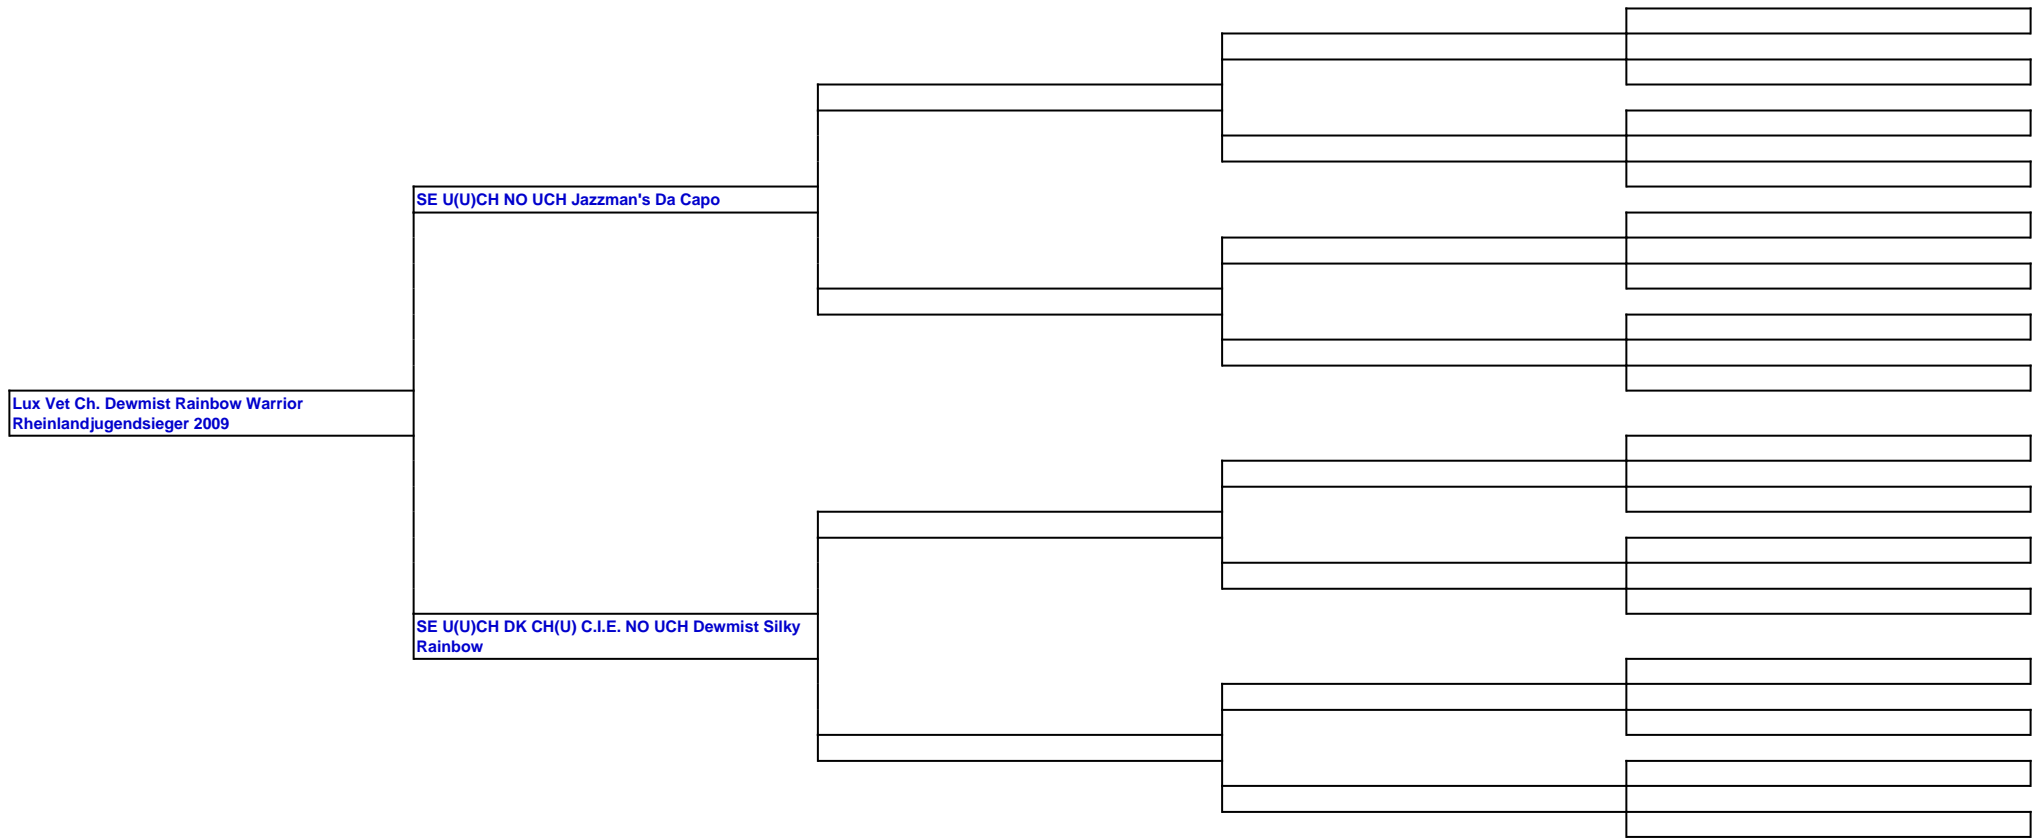 SE U(U)CH NO UCH Jazzman's Da Capo
Lux Vet Ch. Dewmist Rainbow Warrior
Rheinlandjugendsieger 2009
SE U(U)CH DK CH(U) C.I.E. NO UCH Dewmist Silky
Rainbow